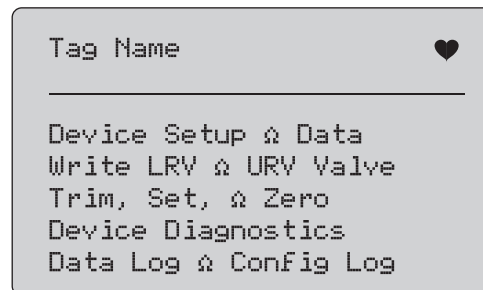 Tag Name ♥
Device Setup Ω Data
Write LRV Ω URV Valve
Trim, Set, Ω Zero
Device Diagnostics
Data Log Ω Config Log